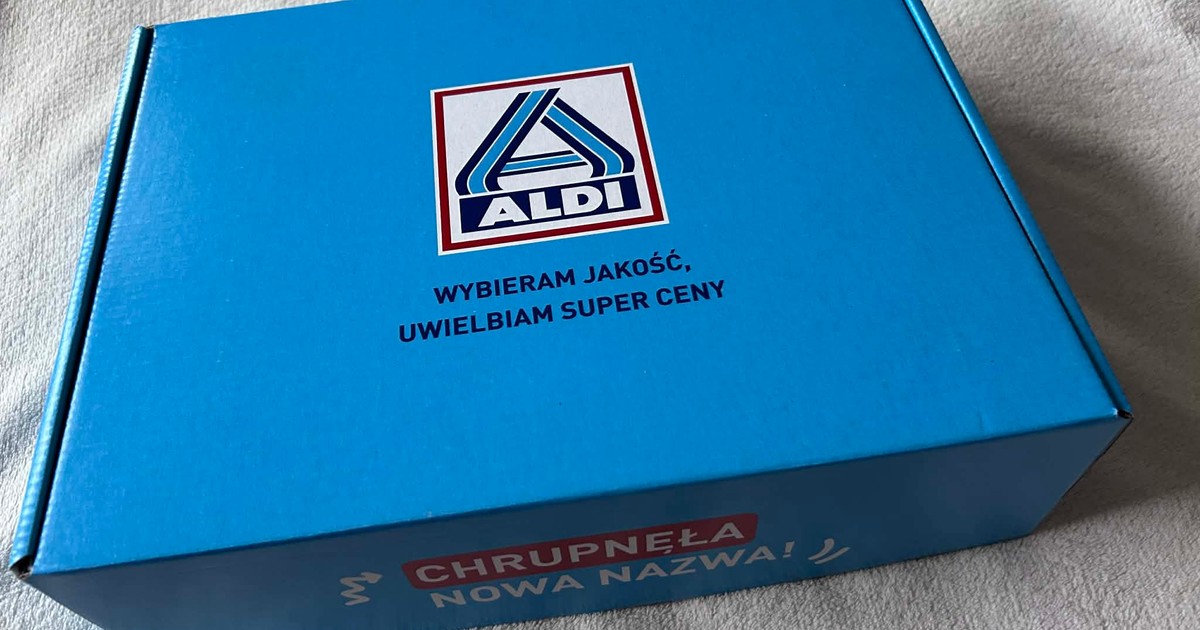 ALDI
WYBIERAM JAKOŚĆ,
UWIELBIAM SUPER CENY
CHRUPNĘŁA
NOWA NAZWA!